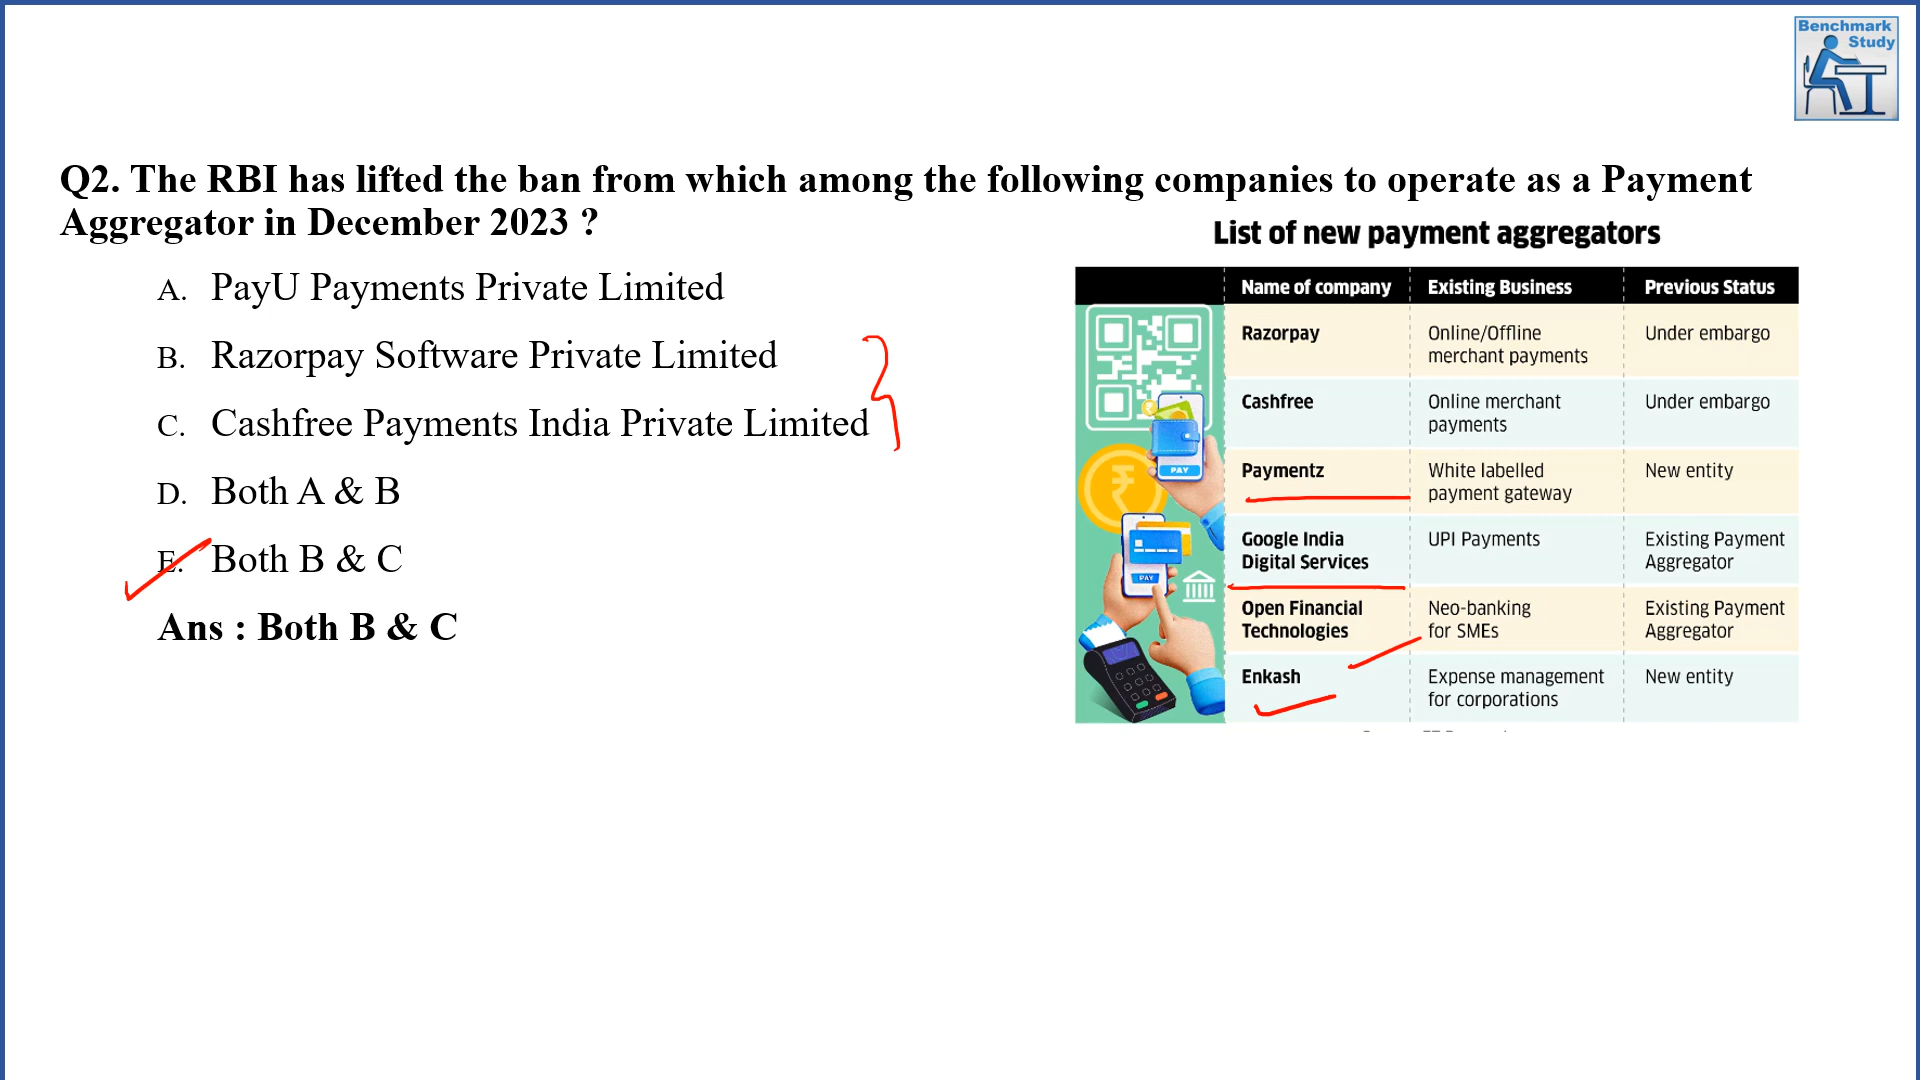 Benchmark
Study
Q2. The RBI has lifted the ban from which among the following companies to operate as a Payment
Aggregator in December 2023 ?
A. PayU Payments Private Limited
B. Razorpay Software Private Limited
C. Cashfree Payments India Private Limited
D. Both A & B
E. Both B & C
Ans : Both B & C
List of new payment aggregators
Name of company Existing Business Previous Status
Razorpay Online/Offline Under embargo
merchant payments
Cashfree Online merchant Under embargo
payments
Paymentz White labelled New entity
payment gateway
Google India UPI Payments Existing Payment
Digital Services Aggregator
Open Financial Neo-banking Existing Payment
Technologies for SMEs Aggregator
Enkash Expense management New entity
for corporations
PAY
PAY